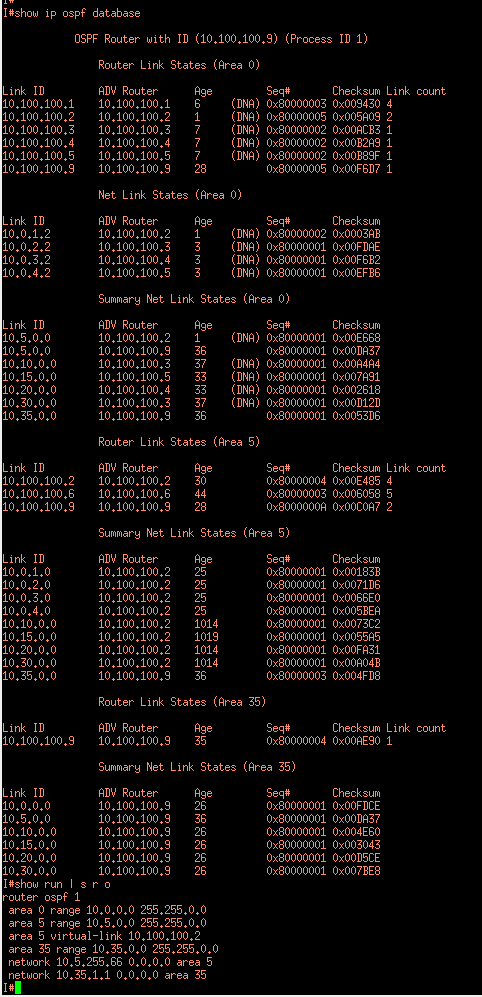 I#
I#show ip ospf database
OSPF Router with ID (10.100.100.9) (Process ID 1)
Router Link States (Area 0)
Link ID ADV Router Age Seq# Checksum Link count
10.100.100.1 10.100.100.1 6 (DNA) 0x80000003 0x009430 4
10.100.100.2 10.100.100.2 1 (DNA) 0x80000005 0x005A09 2
10.100.100.3 10.100.100.3 7 (DNA) 0x80000002 0x00ACB3 1
10.100.100.4 10.100.100.4 7 (DNA) 0x80000002 0x00B2A9 1
10.100.100.5 10.100.100.5 7 (DNA) 0x80000002 0x00B89F 1
10.100.100.9 10.100.100.9 28 0x80000005 0x00F6D7 1
Net Link States (Area 0)
Link ID ADV Router Age Seq# Checksum
10.0.1.2 10.100.100.2 1 (DNA) 0x80000002 0x0003AB
10.0.2.2 10.100.100.3 3 (DNA) 0x80000001 0x00FDAE
10.0.3.2 10.100.100.4 3 (DNA) 0x80000001 0x00F6B2
10.0.4.2 10.100.100.5 3 (DNA) 0x80000001 0x00EFB6
Summary Net Link States (Area 0)
Link ID ADV Router Age Seq# Checksum
10.5.0.0 10.100.100.2 1 (DNA) 0x80000001 0x00E668
10.5.0.0 10.100.100.9 36 0x80000001 0x00DA37
10.10.0.0 10.100.100.3 37 (DNA) 0x80000001 0x00A4A4
10.15.0.0 10.100.100.5 33 (DNA) 0x80000001 0x007A91
10.20.0.0 10.100.100.4 33 (DNA) 0x80000001 0x002618
10.30.0.0 10.100.100.3 37 (DNA) 0x80000001 0x00D12D
10.35.0.0 10.100.100.9 36 0x80000001 0x0053D6
Router Link States (Area 5)
Link ID ADV Router Age Seq# Checksum Link count
10.100.100.2 10.100.100.2 30 0x80000004 0x00E485 4
10.100.100.6 10.100.100.6 44 0x80000003 0x006058 5
10.100.100.9 10.100.100.9 28 0x8000000A 0x00C0A7 2
Summary Net Link States (Area 5)
Link ID ADV Router Age Seq# Checksum
10.0.1.0 10.100.100.2 25 0x80000001 0x00183B
10.0.2.0 10.100.100.2 25 0x80000001 0x0071D6
10.0.3.0 10.100.100.2 25 0x80000001 0x0066E0
10.0.4.0 10.100.100.2 25 0x80000001 0x005BEA
10.10.0.0 10.100.100.2 1014 0x80000001 0x0073C2
10.15.0.0 10.100.100.2 1019 0x80000001 0x0055A5
10.20.0.0 10.100.100.2 1014 0x80000001 0x00FA31
10.30.0.0 10.100.100.2 1014 0x80000001 0x00A04B
10.35.0.0 10.100.100.9 36 0x80000003 0x004FD8
Router Link States (Area 35)
Link ID ADV Router Age Seq# Checksum Link count
10.100.100.9 10.100.100.9 35 0x80000004 0x00AE90 1
Summary Net Link States (Area 35)
Link ID ADV Router Age Seq# Checksum
10.0.0.0 10.100.100.9 26 0x80000001 0x00FDCE
10.5.0.0 10.100.100.9 36 0x80000001 0x00DA37
10.10.0.0 10.100.100.9 26 0x80000001 0x004E60
10.15.0.0 10.100.100.9 26 0x80000001 0x003043
10.20.0.0 10.100.100.9 26 0x80000001 0x00D5CE
10.30.0.0 10.100.100.9 26 0x80000001 0x007BE8
I#show run | s r o
router ospf 1
area 0 range 10.0.0.0 255.255.0.0
area 5 range 10.5.0.0 255.255.0.0
area 5 virtual-link 10.100.100.2
area 35 range 10.35.0.0 255.255.0.0
network 10.5.255.66 0.0.0.0 area 5
network 10.35.1.1 0.0.0.0 area 35
I#